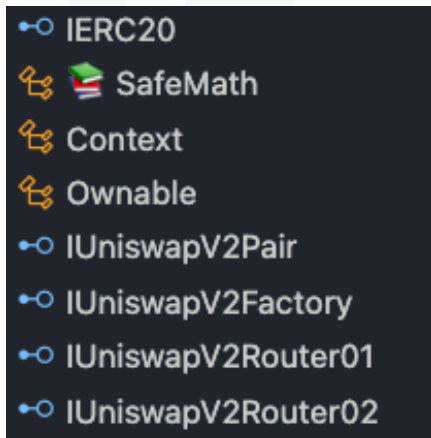 IERC20
SafeMath
Context
Ownable
IUniswapV2Pair
IUniswapV2Factory
IUniswapV2Router01
IUniswapV2Router02